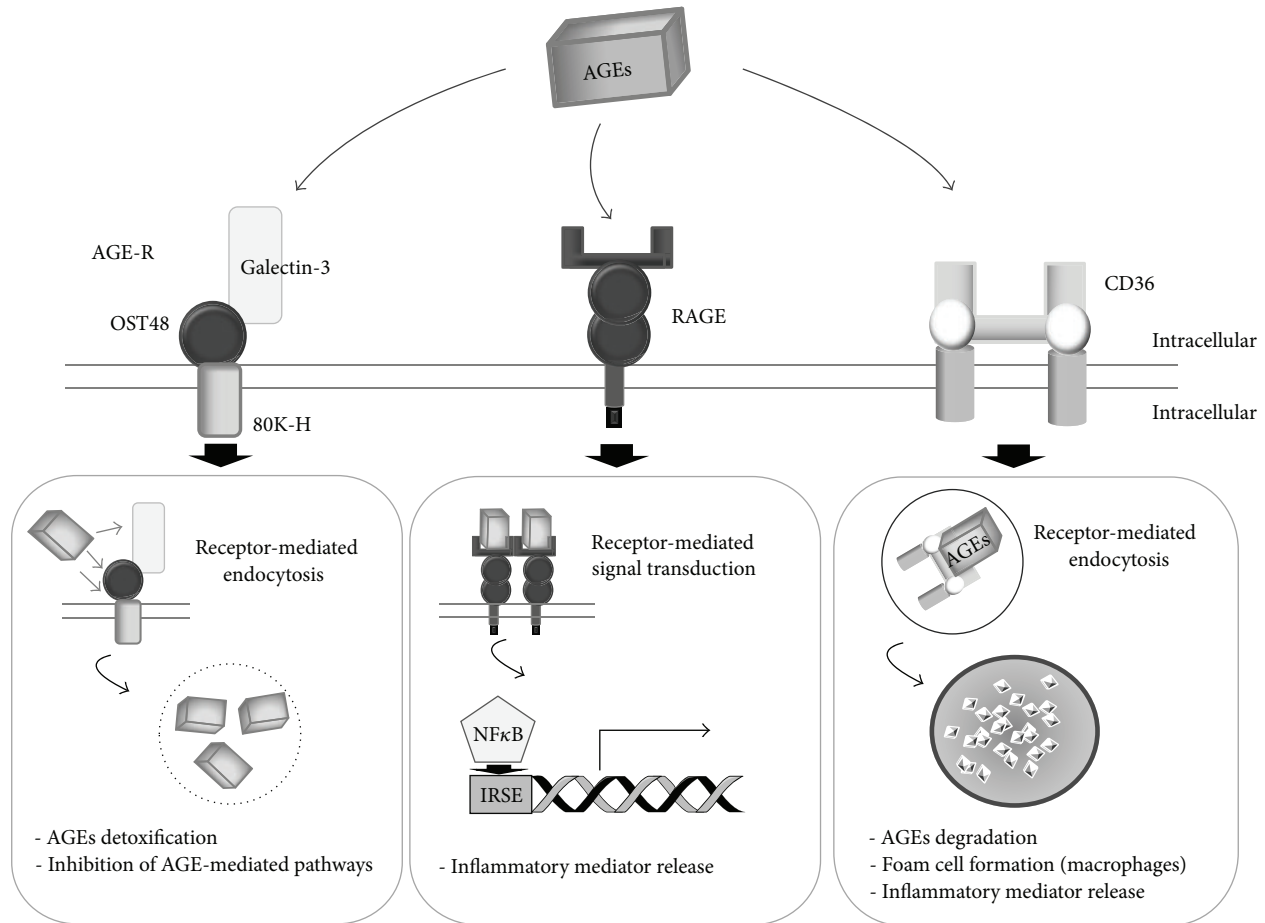 AGEs
AGE-R
Galectin-3
OST48
80K-H
RAGE
CD36
Intracellular
Intracellular
Receptor-mediated
endocytosis
- AGEs detoxification
- Inhibition of AGE-mediated pathways
Receptor-mediated
signal transduction
NFκB
IRSE
- Inflammatory mediator release
AGEs
Receptor-mediated
endocytosis
- AGEs degradation
- Foam cell formation (macrophages)
- Inflammatory mediator release